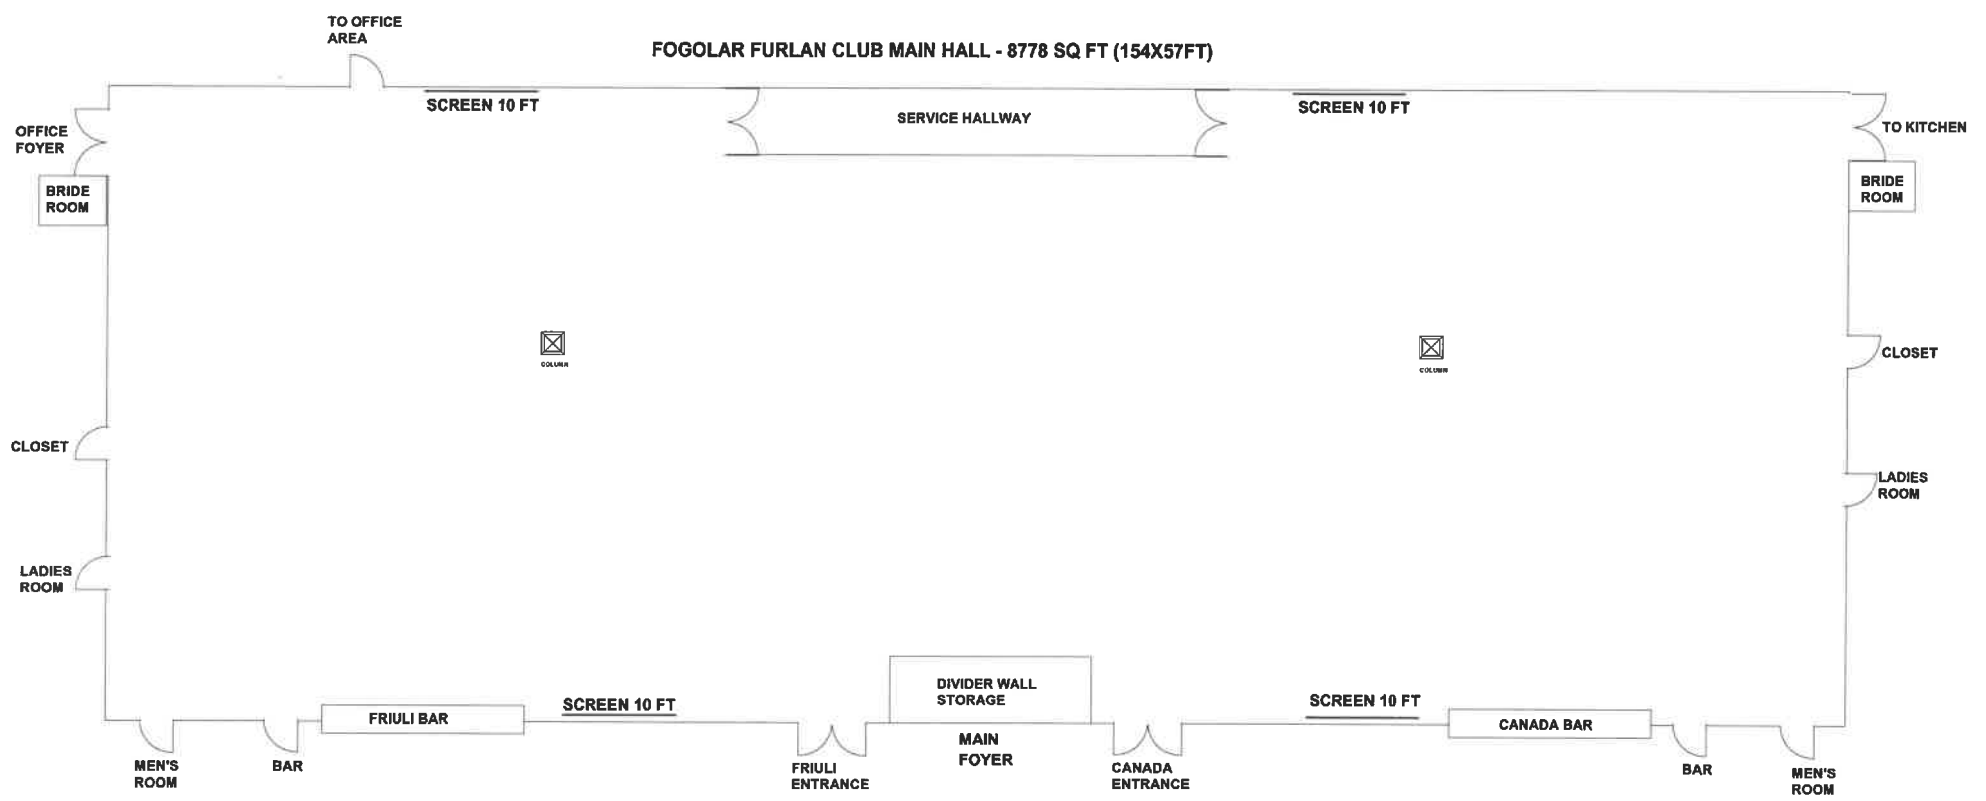 TO OFFICE
AREA
FOGOLAR FURLAN CLUB MAIN HALL - 8778 SQ FT (154X57FT)
SCREEN 10 FT
SERVICE HALLWAY
SCREEN 10 FT
OFFICE
FOYER
TO KITCHEN
BRIDE
ROOM
BRIDE
ROOM
COLUMN
COLUMN
CLOSET
CLOSET
LADIES
ROOM
LADIES
ROOM
DIVIDER WALL
STORAGE
SCREEN 10 FT
SCREEN 10 FT
FRIULI BAR
CANADA BAR
MAIN
FOYER
MEN'S
ROOM
BAR
FRIULI
ENTRANCE
CANADA
ENTRANCE
BAR
MEN'S
ROOM